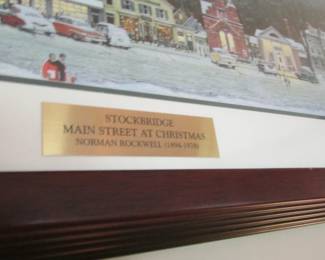 STOCKBRIDGE
MAIN STREET AT CHRISTMAS
NORMAN ROCKWELL (1894-1978)